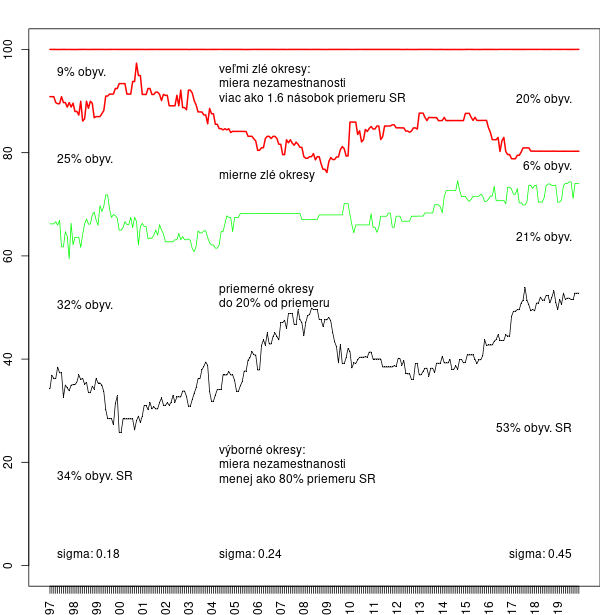 100
80
60
40
20
0
9% obyv.
veľmi zlé okresy:
miera nezamestnanosti
viac ako 1.6 násobok priemeru SR
20% obyv.
25% obyv.
mierne zlé okresy
6% obyv.
21% obyv.
32% obyv.
priemerné okresy
do 20% od priemeru
53% obyv. SR
34% obyv. SR
výborné okresy:
miera nezamestnanosti
menej ako 80% priemeru SR
sigma: 0.18
sigma: 0.24
sigma: 0.45
97 98 99 00 01 02 03 04 05 06 07 08 09 10 11 12 13 14 15 16 17 18 19